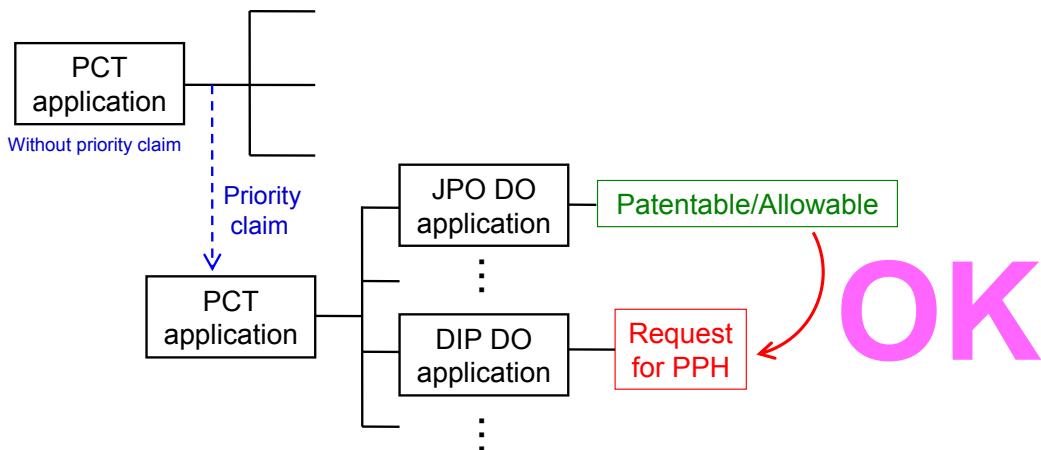 PCT
application
Without priority claim
Priority
claim
PCT
application
JPO DO
application
Patentable/Allowable
DIP DO
application
Request
for PPH
OK